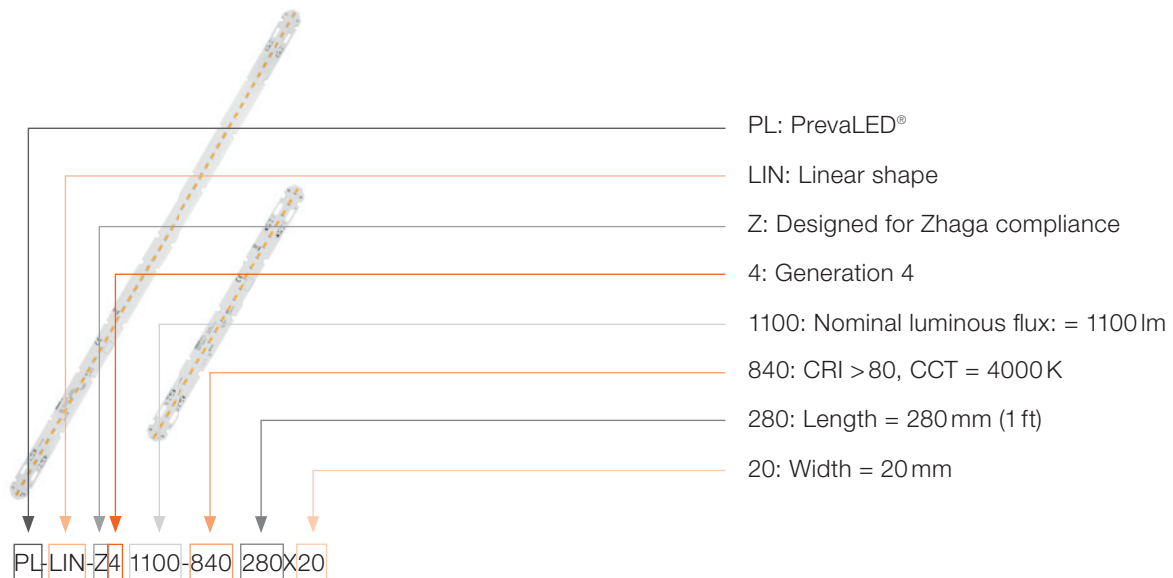 PL: PrevaLED®
LIN: Linear shape
Z: Designed for Zhaga compliance
4: Generation 4
1100: Nominal luminous flux: = 1100 lm
840: CRI > 80, CCT = 4000 K
280: Length = 280 mm (1 ft)
20: Width = 20 mm
PL-LIN-Z4 1100-840 280X20